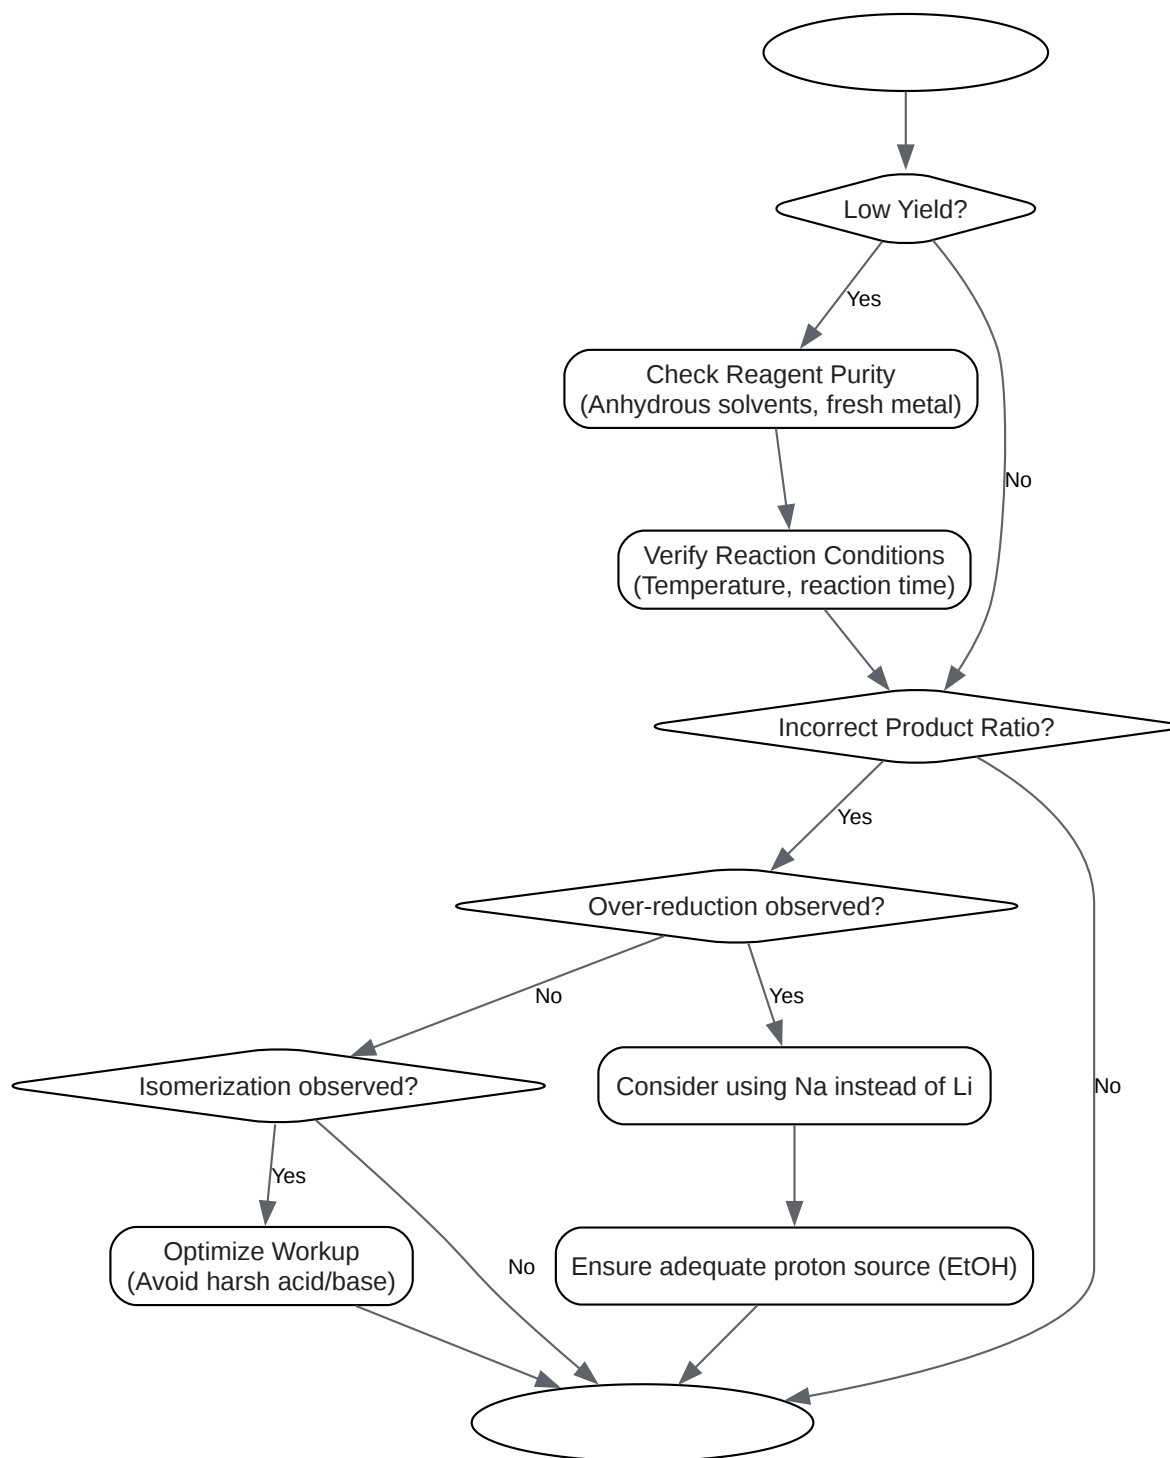 Low Yield?
Yes
Check Reagent Purity
(Anhydrous solvents, fresh metal)
No
Verify Reaction Conditions
(Temperature, reaction time)
Incorrect Product Ratio?
Yes
Over-reduction observed?
No
Yes
Isomerization observed?
Consider using Na instead of Li
No
Yes
Optimize Workup
(Avoid harsh acid/base)
No
Ensure adequate proton source (EtOH)